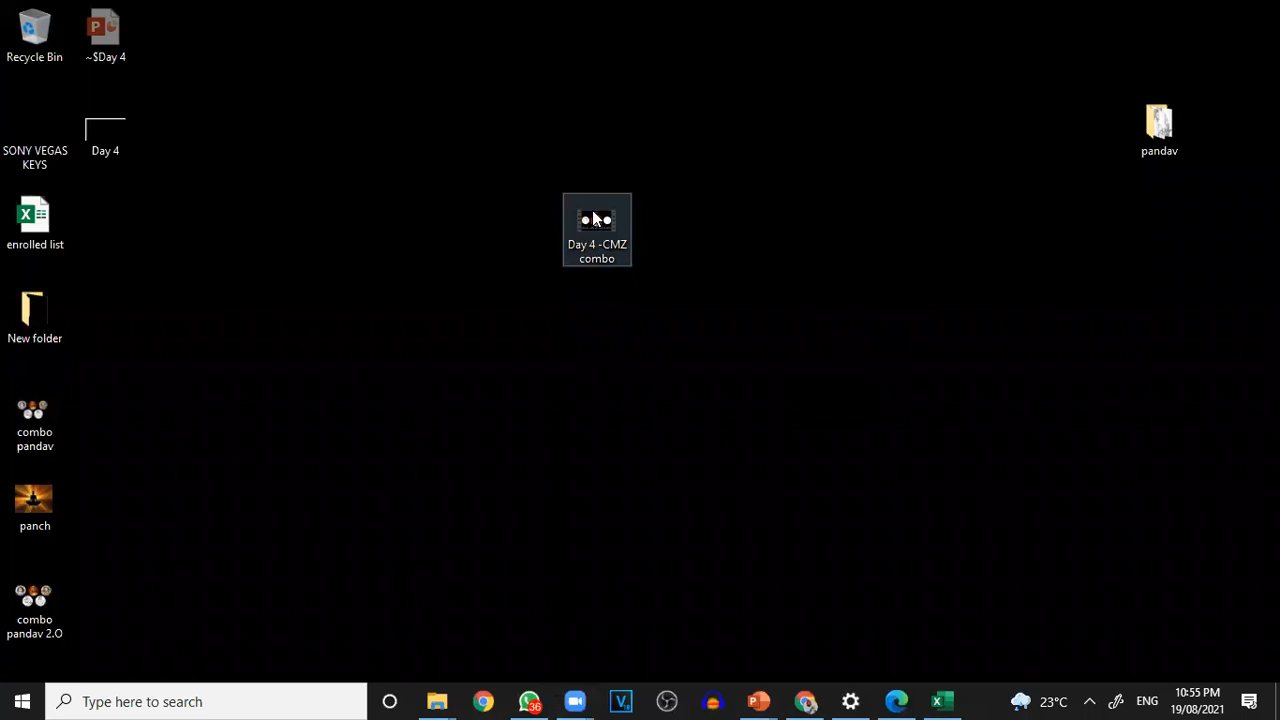 Recycle Bin
~$Day 4
SONY VEGAS
KEYS
Day 4
pandav
Day 4 -CMZ
combo
enrolled list
New folder
combo
pandav
panch
combo
pandav 2.O
Type here to search
36
23°C
ENG
10:55 PM
19/08/2021